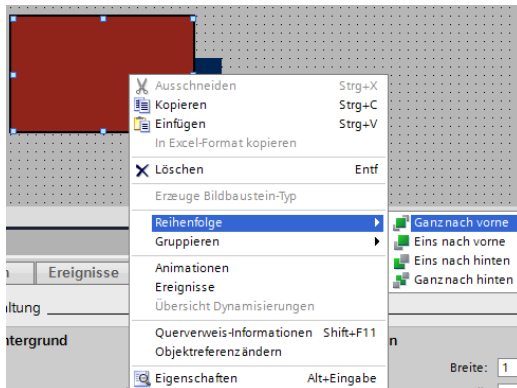 Ausschneiden Strg+X
Kopieren Strg+C
Einfügen Strg+V
In Excel-Format kopieren
Löschen Entf
Erzeuge Bildbaustein-Typ
Reihenfolge Ganz nach vorne
Gruppieren Eins nach vorne
Eins nach hinten
Ganz nach hinten
Ereignisse
Animationen
Ereignisse
Übersicht Dynamisierungen
Querverweis-Informationen Shift+F11
Objektreferenz ändern
Breite: 1
Eigenschaften Alt+Eingabe